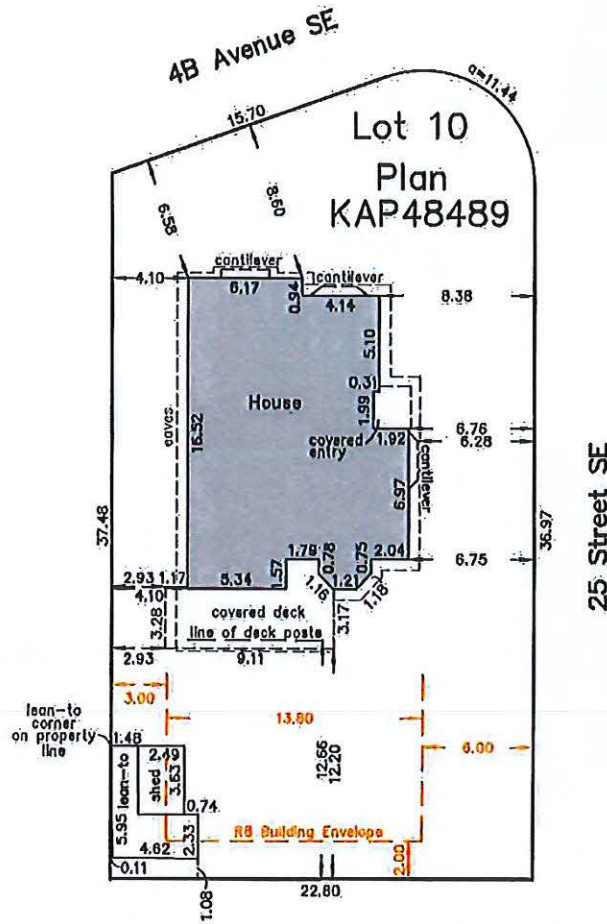 4B Avenue SE
15.70
a=11.44
Lot 10
Plan
KAP48489
6.58
8.60
cantilever
cantilever
4.10
6.17
0.94
4.14
8.38
5.10
0.31
House
1.99
eaves
16.52
covered
entry
1.92
6.76
6.28
cantilever
6.97
37.48
36.97
25 Street SE
1.79
0.78
0.75
2.04
6.75
2.93
1.17
5.34
1.57
1.16
1.21
1.18
4.10
3.28
covered deck
line of deck posts
3.17
2.93
9.11
3.00
13.80
6.00
lean-to
corner
on property
line
1.48
2.49
shed
3.63
5.95
lean-to
0.74
12.66
12.20
2.33
R8 Building Envelope
4.62
0.11
1.08
22.80
2.00